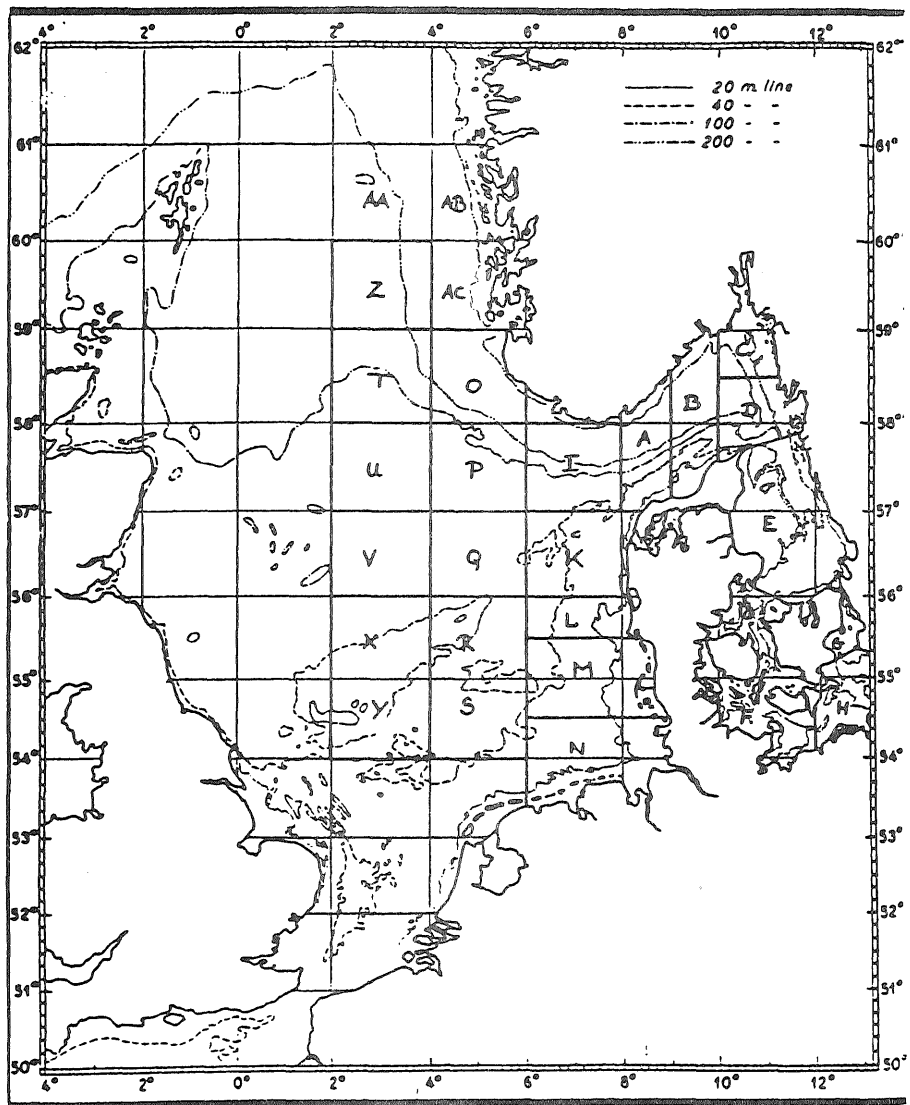 4° 2° 0° 2° 4° 6° 8° 10° 12°
62° 62°
20 m line
40 - -
100 - -
200 - -
61° 61°
AA AB
60° 60°
Z AC
59° 59°
C
T O B D
58° 58°
A
U P I
E
57° 57°
V Q K
56° 56°
L
X R G
M
55° 55°
Y S F H
N
54° 54°
53° 53°
52° 52°
51° 51°
50° 50°
4° 2° 0° 2° 4° 6° 8° 10° 12°